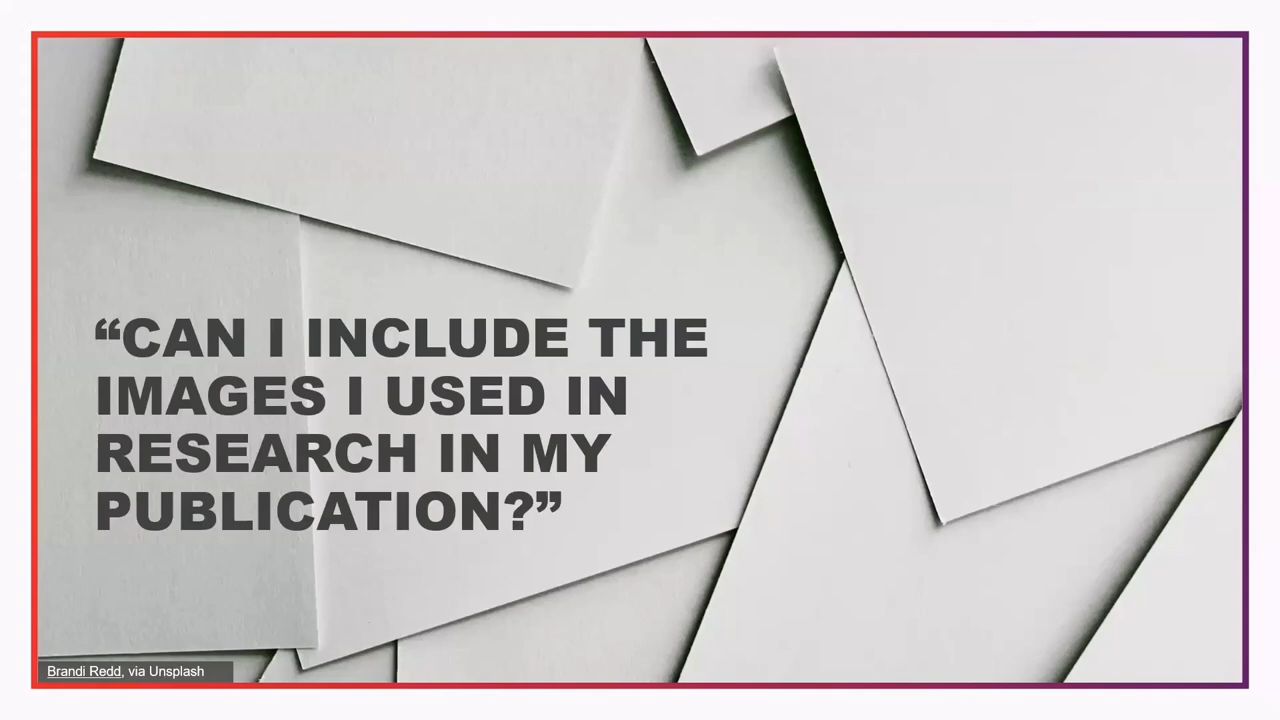 “CAN I INCLUDE THE
IMAGES I USED IN
RESEARCH IN MY
PUBLICATION?”
Brandi Redd, via Unsplash